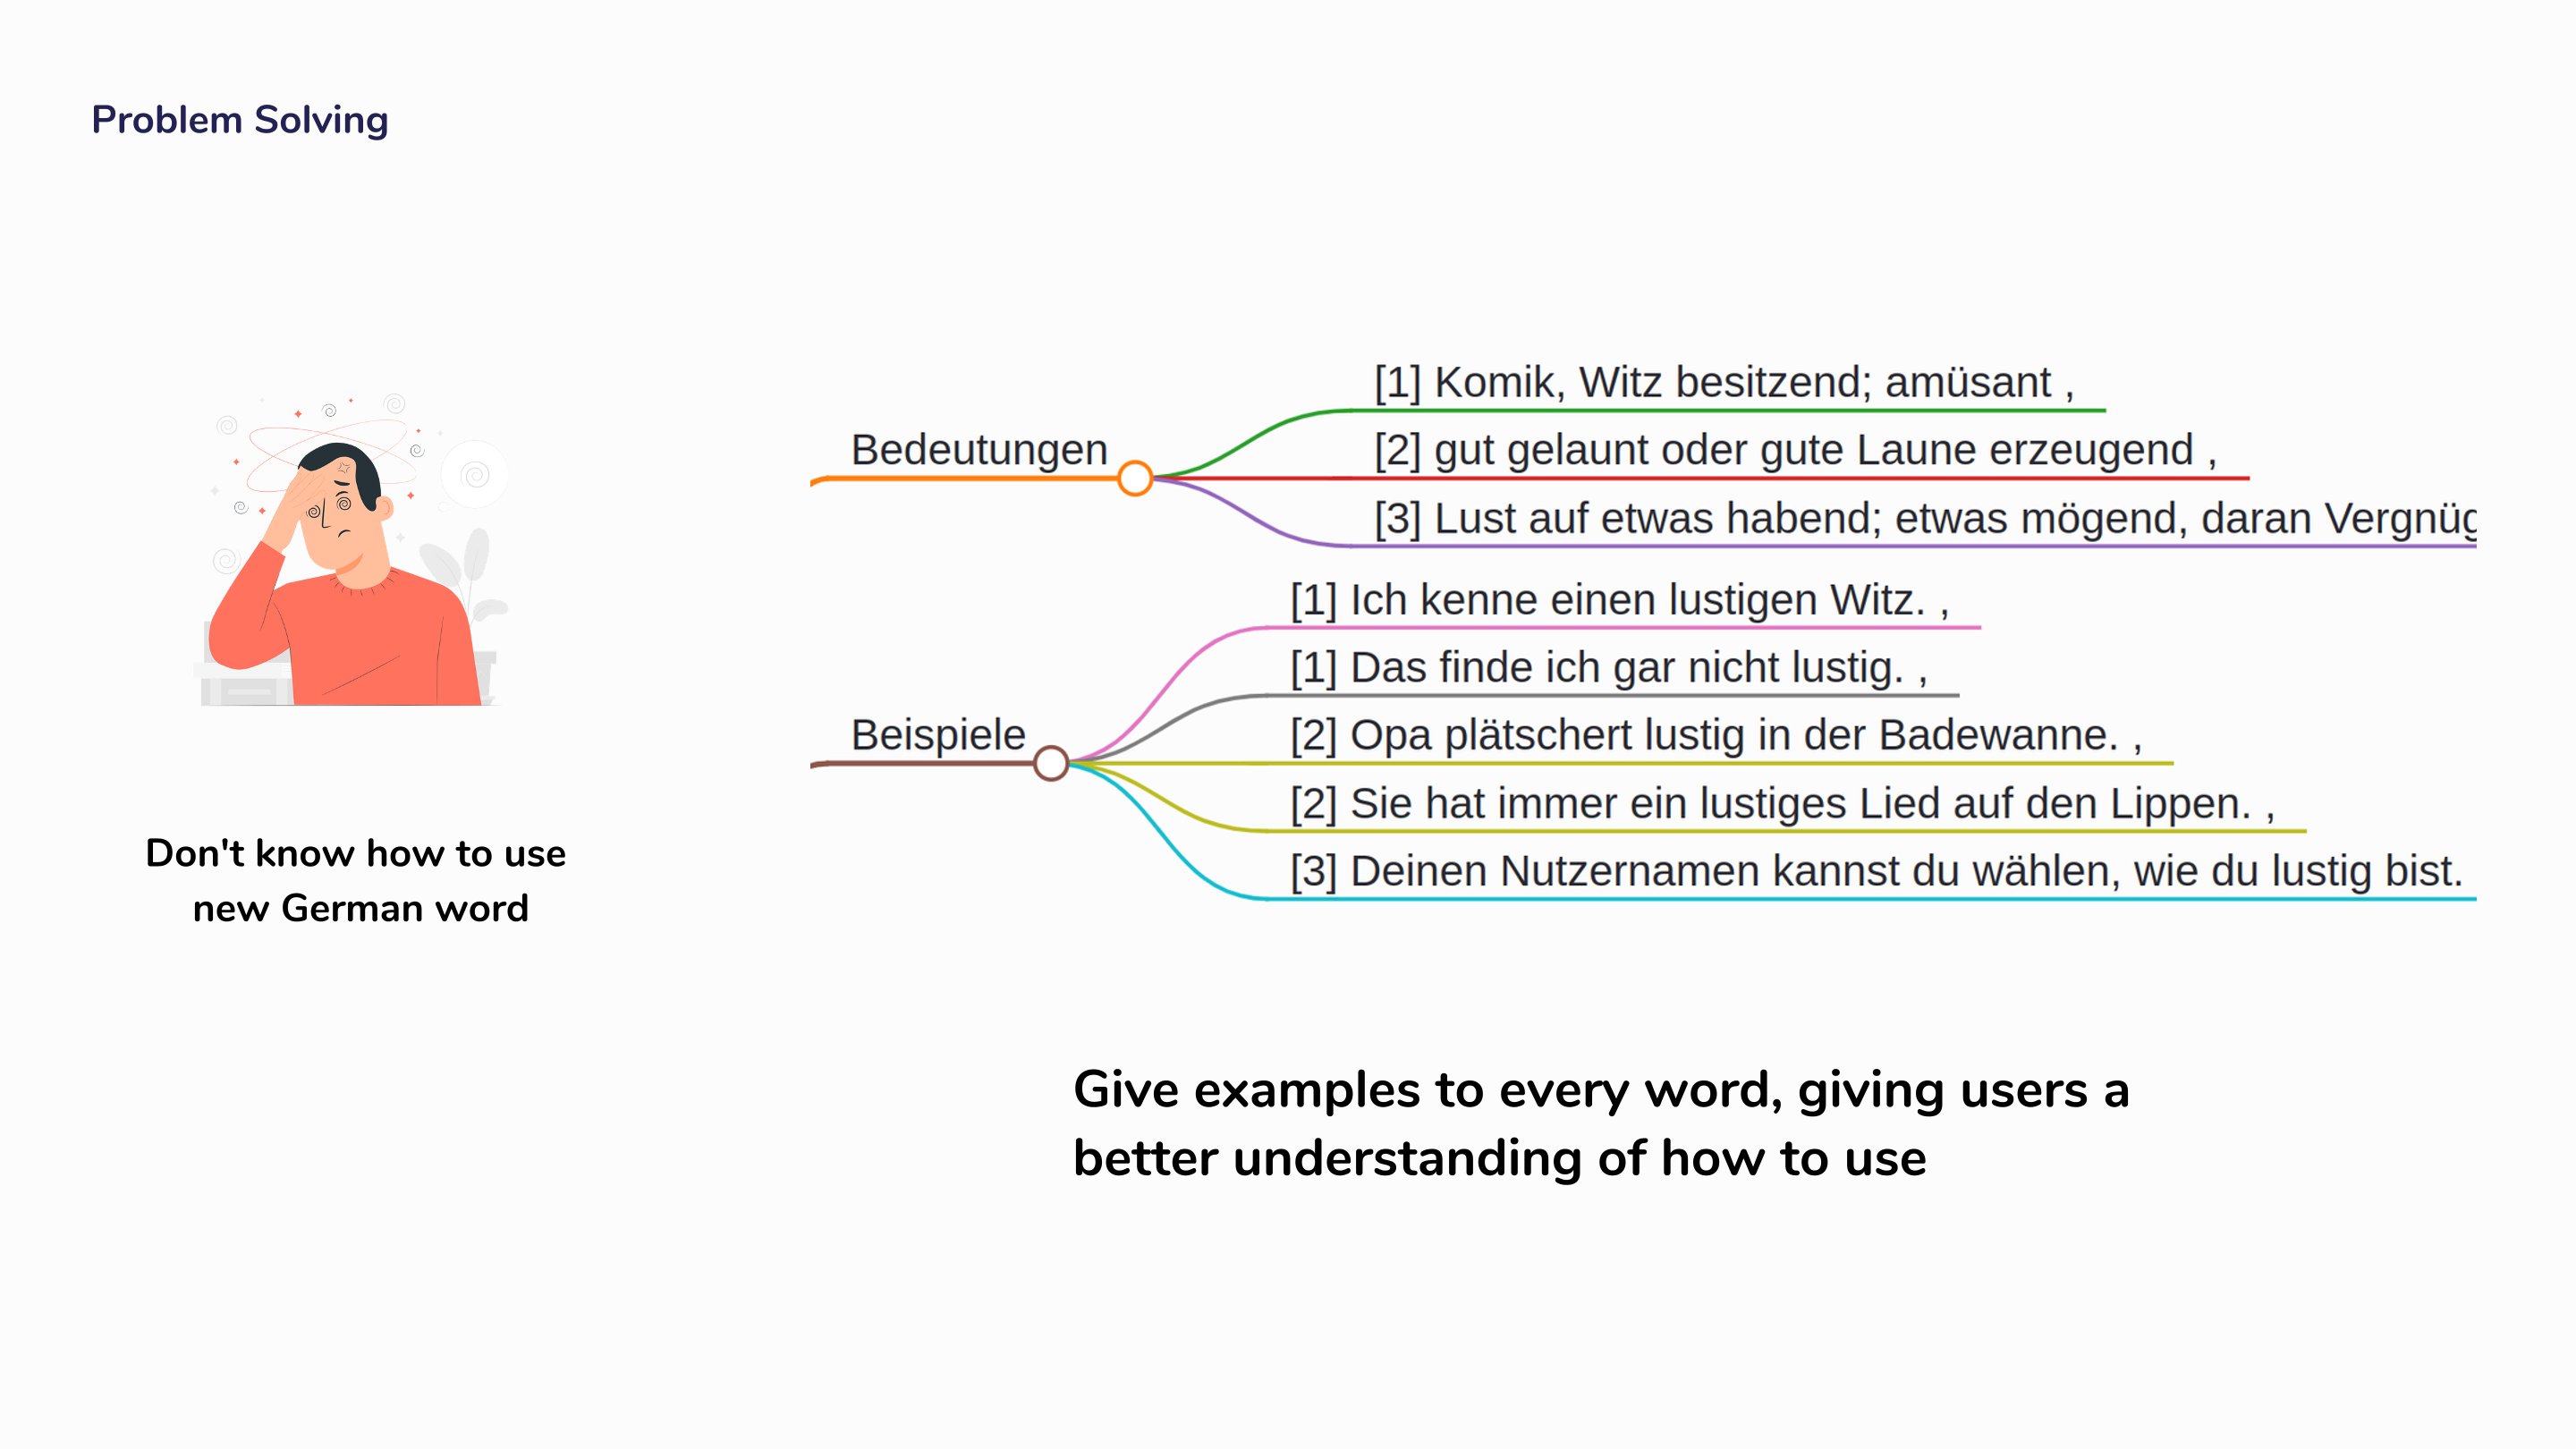 Problem Solving
Don't know how to use
new German word
Bedeutungen
[1] Komik, Witz besitzend; amüsant ,
[2] gut gelaunt oder gute Laune erzeugend ,
[3] Lust auf etwas habend; etwas mögend, daran
Beispiele
[1] Ich kenne einen lustigen Witz. ,
[1] Das finde ich gar nicht lustig. ,
[2] Opa plätschert lustig in der Badewanne. ,
[2] Sie hat immer ein lustiges Lied auf den Lippen. ,
[3] Deinen Nutzernamen kannst du wählen, wie du lustig bist.
Give examples to every word, giving users a
better understanding of how to use